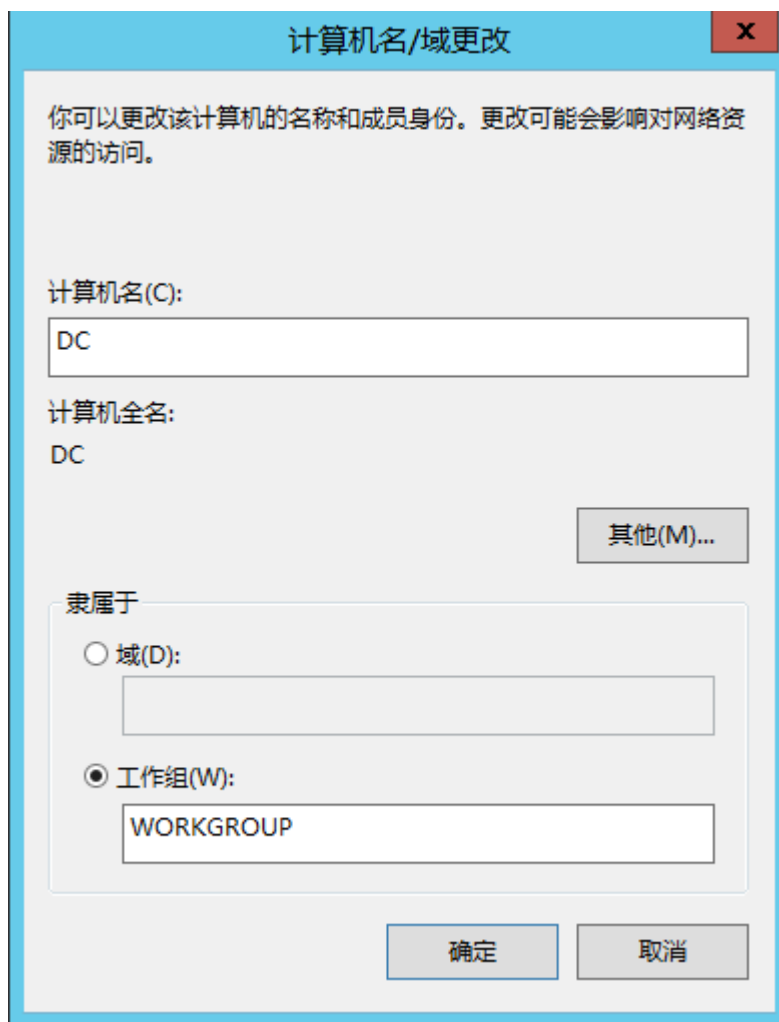 计算机名/域更改
x
你可以更改该计算机的名称和成员身份。更改可能会影响对网络资
源的访问。
计算机名(C):
DC
计算机全名:
DC
其他(M)...
隶属于
域(D):
工作组(W):
WORKGROUP
确定
取消